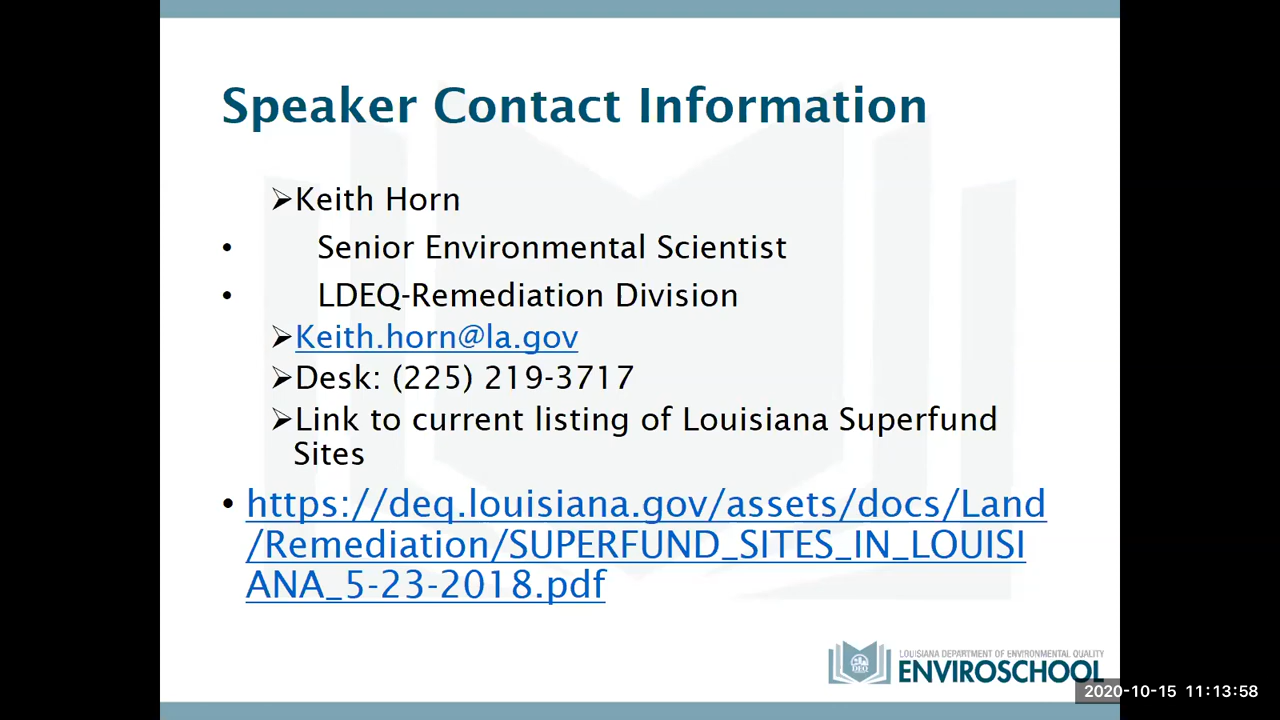 Speaker Contact Information
➢Keith Horn
• Senior Environmental Scientist
• LDEQ-Remediation Division
➢Keith.horn@la.gov
➢Desk: (225) 219-3717
➢Link to current listing of Louisiana Superfund
Sites
• https://deq.louisiana.gov/assets/docs/Land
/Remediation/SUPERFUND_SITES_IN_LOUISI
ANA_5-23-2018.pdf
LOUISIANA DEPARTMENT OF ENVIRONMENTAL QUALITY
DEQ
ENVIROSCHOOL
2020-10-15 11:13:58